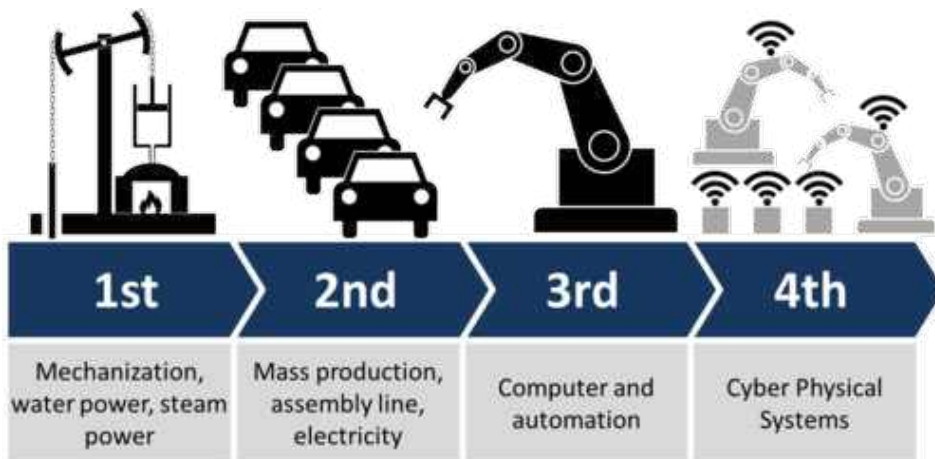 1st
2nd
3rd
4th
Mechanization,
water power, steam
power
Mass production,
assembly line,
electricity
Computer and
automation
Cyber Physical
Systems